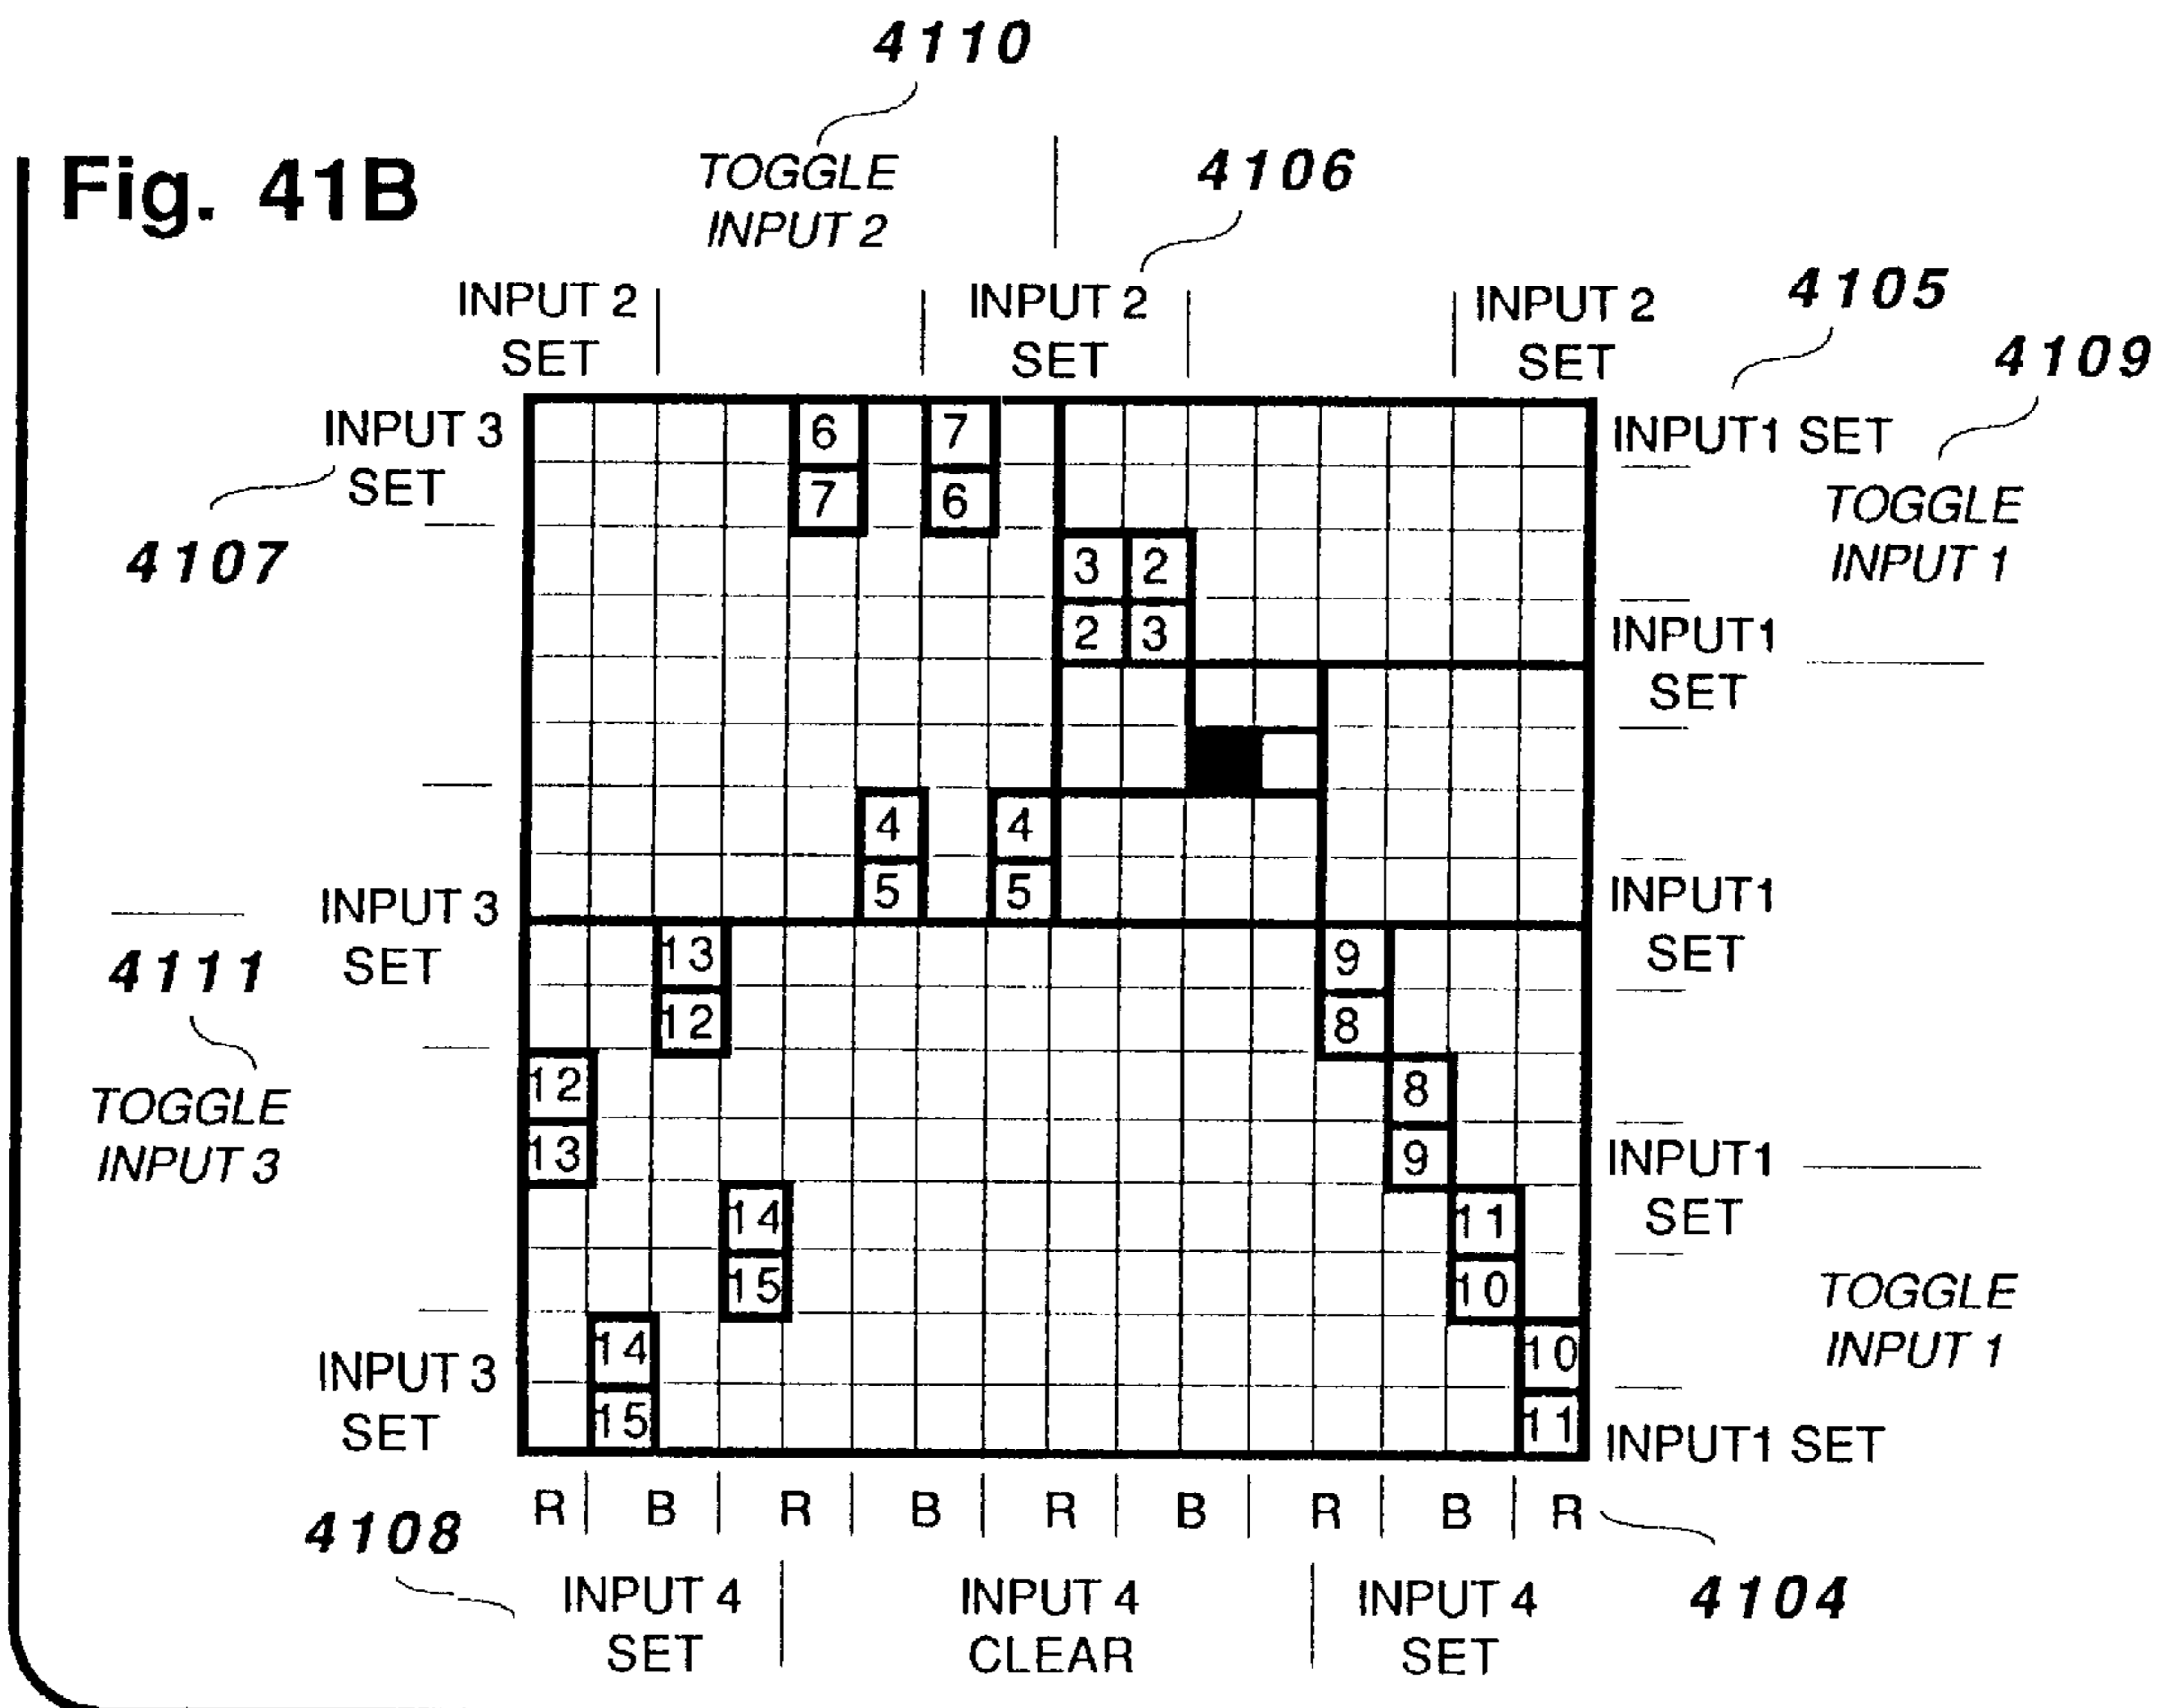 4110
Fig. 41B
TOGGLE
INPUT 2
4106
INPUT 2
SET
INPUT 2
SET
INPUT 2
SET
4105
4109
INPUT 3
SET
4107
INPUT1 SET
TOGGLE
INPUT 1
6 7
7 6
3 2
2 3
INPUT1
SET
4 4
5 5
INPUT 3
SET
INPUT1
SET
4111
13 9
12 8
12 8
13 9
TOGGLE
INPUT 3
INPUT1
SET
14 11
15 10
TOGGLE
INPUT 1
14 10
15 11
INPUT 3
SET
INPUT1 SET
R B R B R B R B R
4108
INPUT 4
SET
INPUT 4
CLEAR
INPUT 4
SET
4104